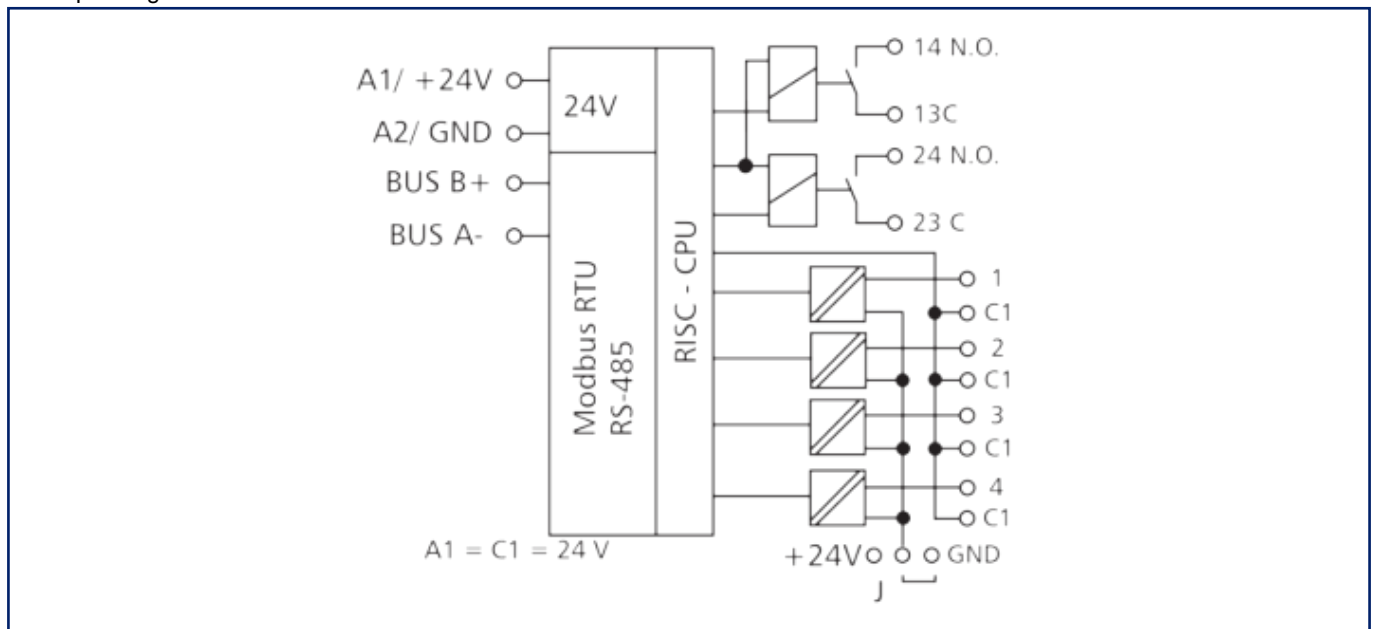 A1/ +24V
A2/ GND
BUS B+
BUS A-
24V
Modbus RTU
RS-485
RISC - CPU
14 N.O.
13C
24 N.O.
23 C
1
C1
2
C1
3
C1
4
C1
A1 = C1 = 24 V
+24V
GND
J